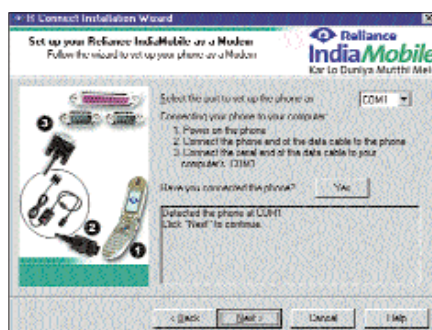 R Connect Installation Wizard
Set up your Reliance IndiaMobile as a Modem
Follow the wizard to set up your phone as a Modem
Reliance
IndiaMobile
Kar Lo Duniya Mutthi Mein
Select the port to set up the phone as
COM1
Connecting your phone to your computer
1. Power on the phone
2. Connect the phone end of the data cable to the phone
3. Connect the serial end of the data cable to your
computer's COM1
Have you connected the phone?
Yes
Detected the phone at COM1
Click "Next" to continue.
3
2
1
< Back
Next >
Cancel
Help